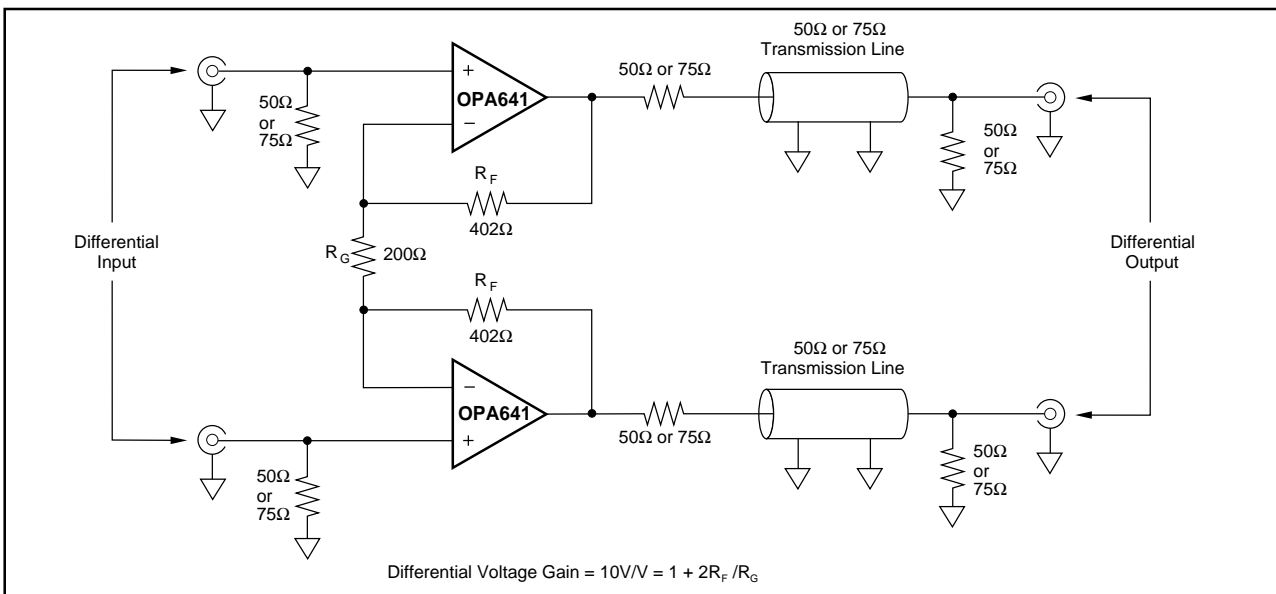 50Ω or 75Ω
Transmission Line
50Ω or 75Ω
+
OPA641
−
50Ω
or
75Ω
50Ω
or
75Ω
R_F
402Ω
Differential
Input
R_G
200Ω
Differential
Output
R_F
402Ω
50Ω or 75Ω
Transmission Line
−
OPA641
+
50Ω or 75Ω
50Ω
or
75Ω
50Ω
or
75Ω
Differential Voltage Gain = 10V/V = 1 + 2R_F /R_G